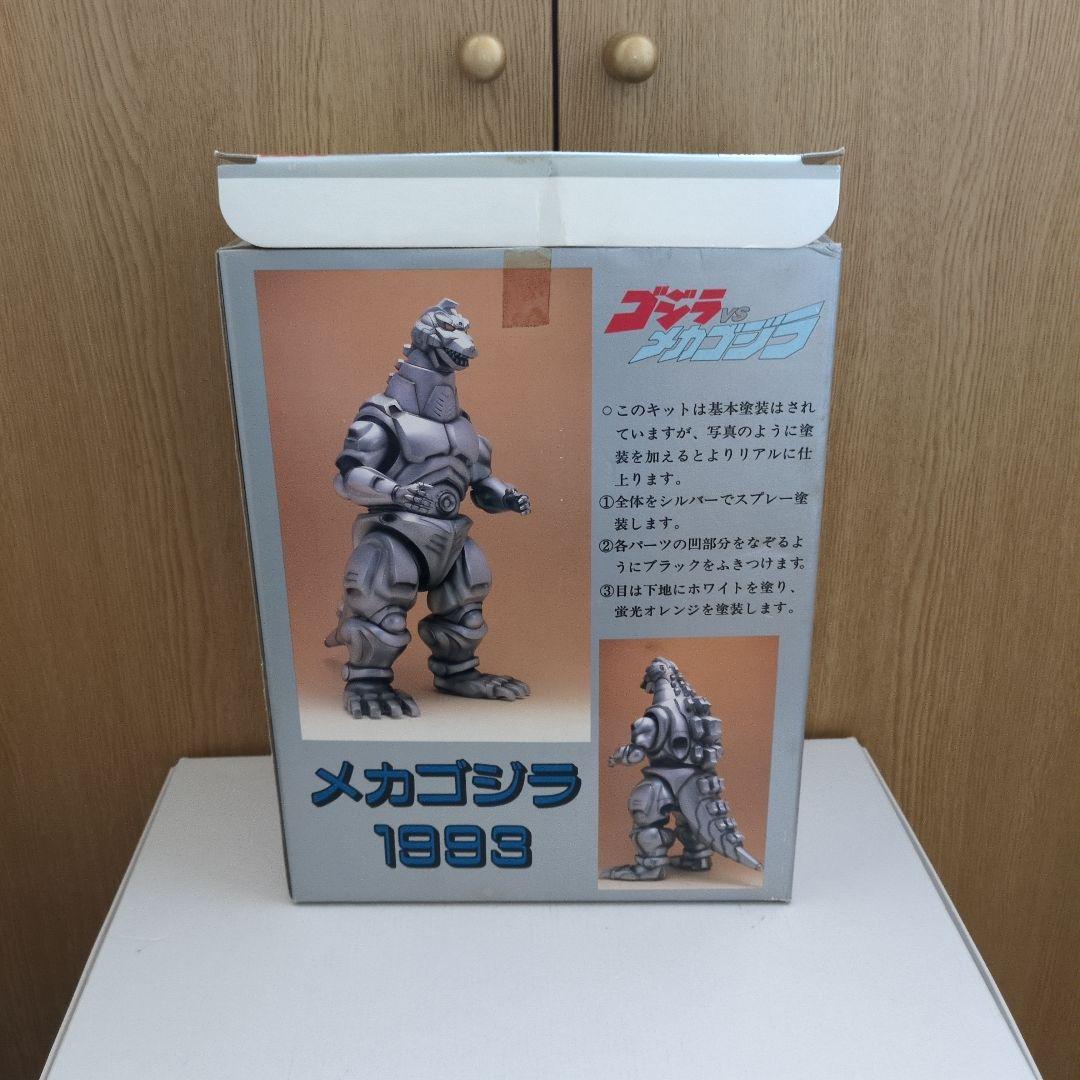 ゴジラ
VS
メカゴジラ
○このキットは基本塗装はされ
ていますが、写真のように塗
装を加えるとよりリアルに仕
上ります。
①全体をシルバーでスプレー塗
装します。
②各パーツの凹部分をなぞるよ
うにブラックをふきつけます。
③目は下地にホワイトを塗り、
蛍光オレンジを塗装します。
メカゴジラ
1993